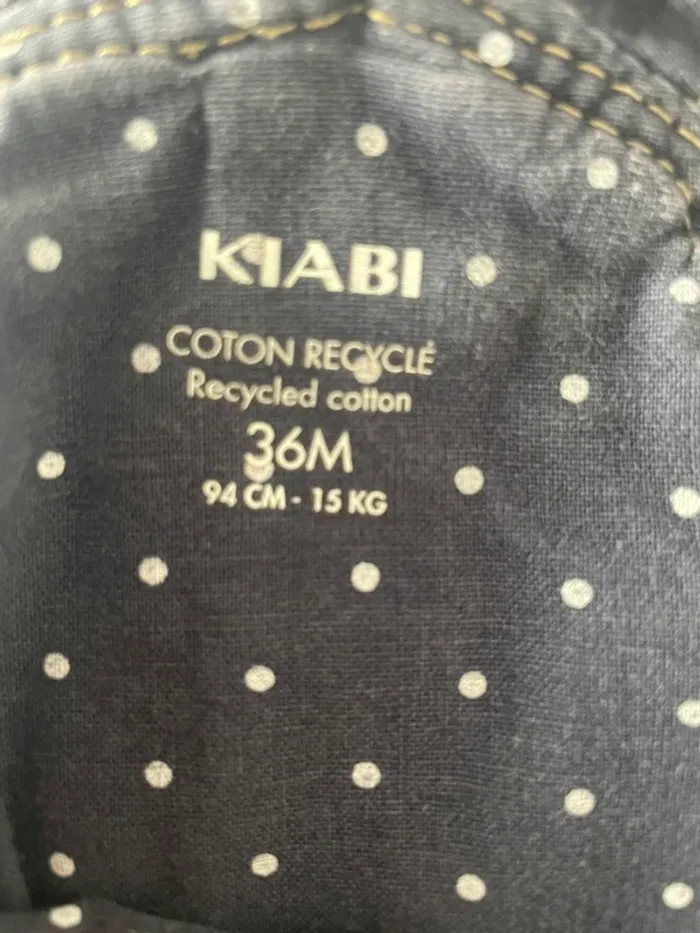 KIABI
COTON RECYCLÉ
Recycled cotton
36M
94 CM - 15 KG